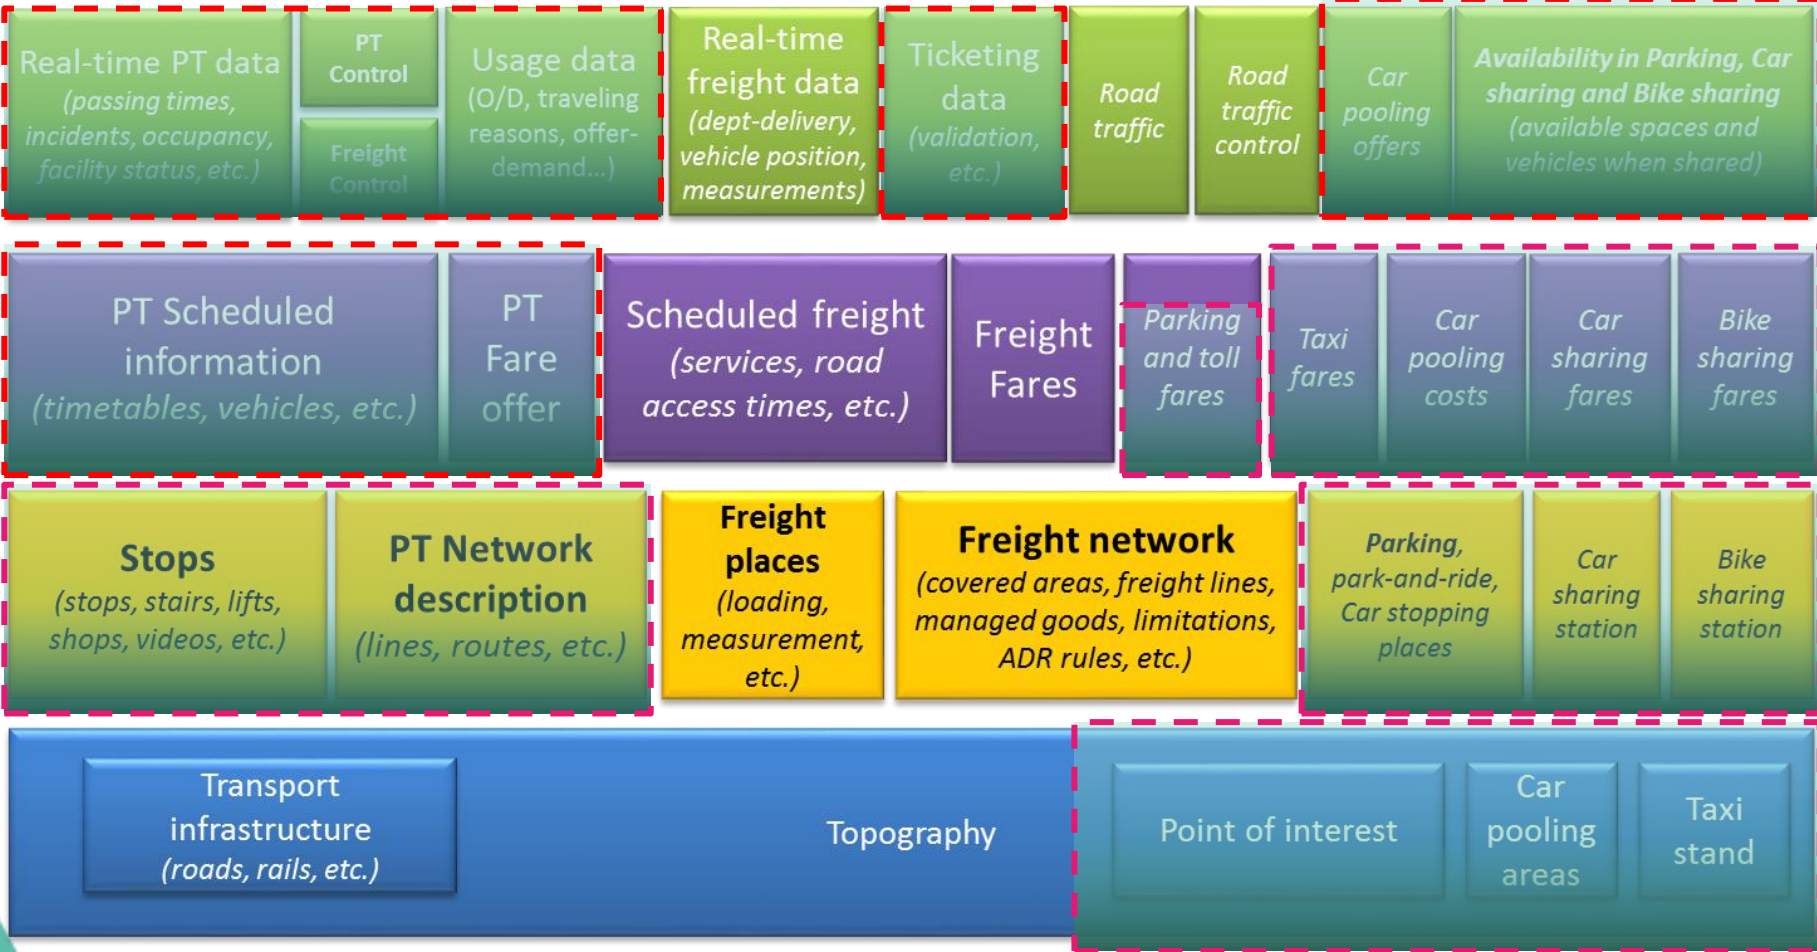 Real-time PT data
(passing times,
incidents, occupancy,
facility status, etc.)
PT
Control
Freight
Control
Usage data
(O/D, traveling
reasons, offer-
demand...)
Real-time
freight data
(dept-delivery,
vehicle position,
measurements)
Ticketing
data
(validation,
etc.)
Road
traffic
Road
traffic
control
Car
pooling
offers
Availability in Parking, Car
sharing and Bike sharing
(available spaces and
vehicles when shared)
PT Scheduled
information
(timetables, vehicles, etc.)
PT
Fare
offer
Scheduled freight
(services, road
access times, etc.)
Freight
Fares
Parking
and toll
fares
Taxi
fares
Car
pooling
costs
Car
sharing
fares
Bike
sharing
fares
Stops
(stops, stairs, lifts,
shops, videos, etc.)
PT Network
description
(lines, routes, etc.)
Freight
places
(loading,
measurement,
etc.)
Freight network
(covered areas, freight lines,
managed goods, limitations,
ADR rules, etc.)
Parking,
park-and-ride,
Car stopping
places
Car
sharing
station
Bike
sharing
station
Transport
infrastructure
(roads, rails, etc.)
Topography
Point of interest
Car
pooling
areas
Taxi
stand